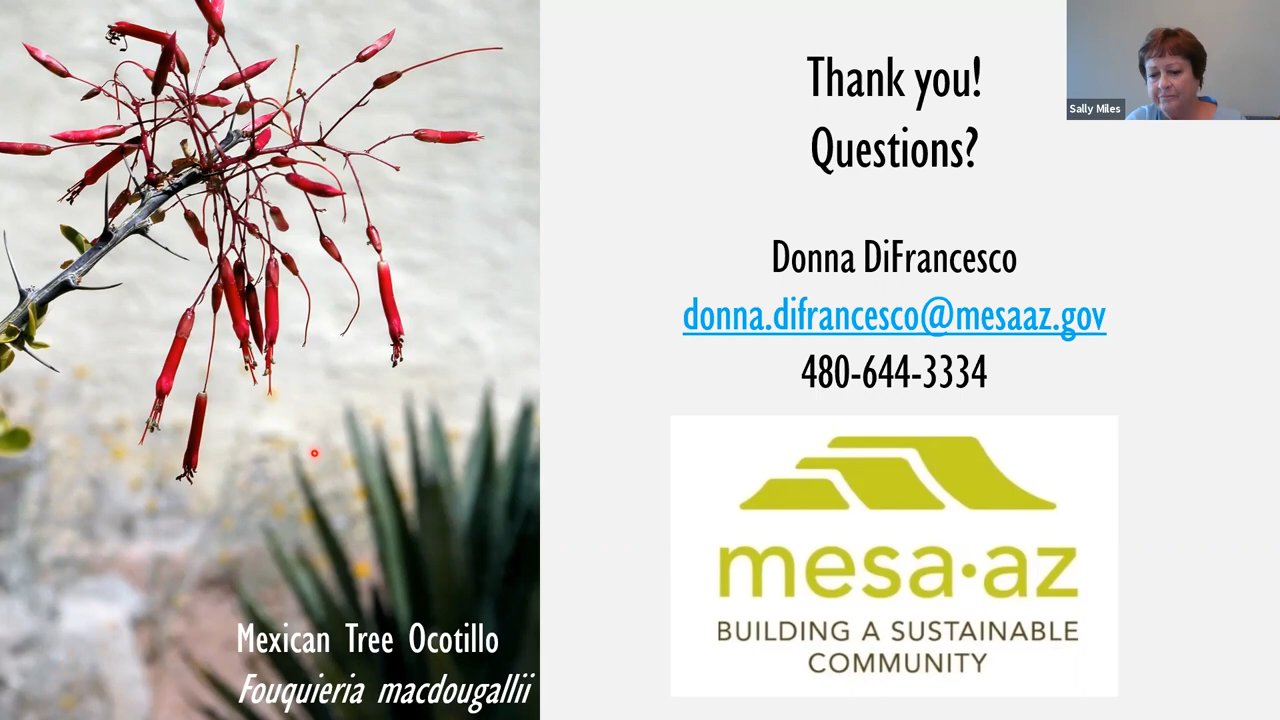 Thank you!
Questions?
Sally Miles
Donna DiFrancesco
donna.difrancesco@mesaaz.gov
480-644-3334
mesa·az
BUILDING A SUSTAINABLE
COMMUNITY
Mexican Tree Ocotillo
Fouquieria macdougallii